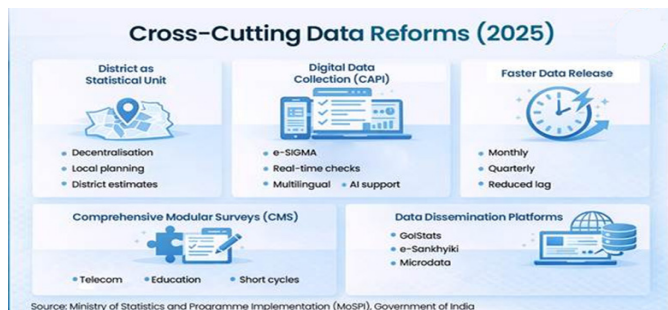 Cross-Cutting Data Reforms (2025)
District as
Statistical Unit
• Decentralisation
• Local planning
• District estimates
Digital Data
Collection (CAPI)
• e-SIGMA
• Real-time checks
• Multilingual • AI support
Faster Data Release
• Monthly
• Quarterly
• Reduced lag
Comprehensive Modular Surveys (CMS)
• Telecom • Education • Short cycles
Data Dissemination Platforms
• GoIStats
• e-Sankhyiki
• Microdata
Source: Ministry of Statistics and Programme Implementation (MoSPI), Government of India